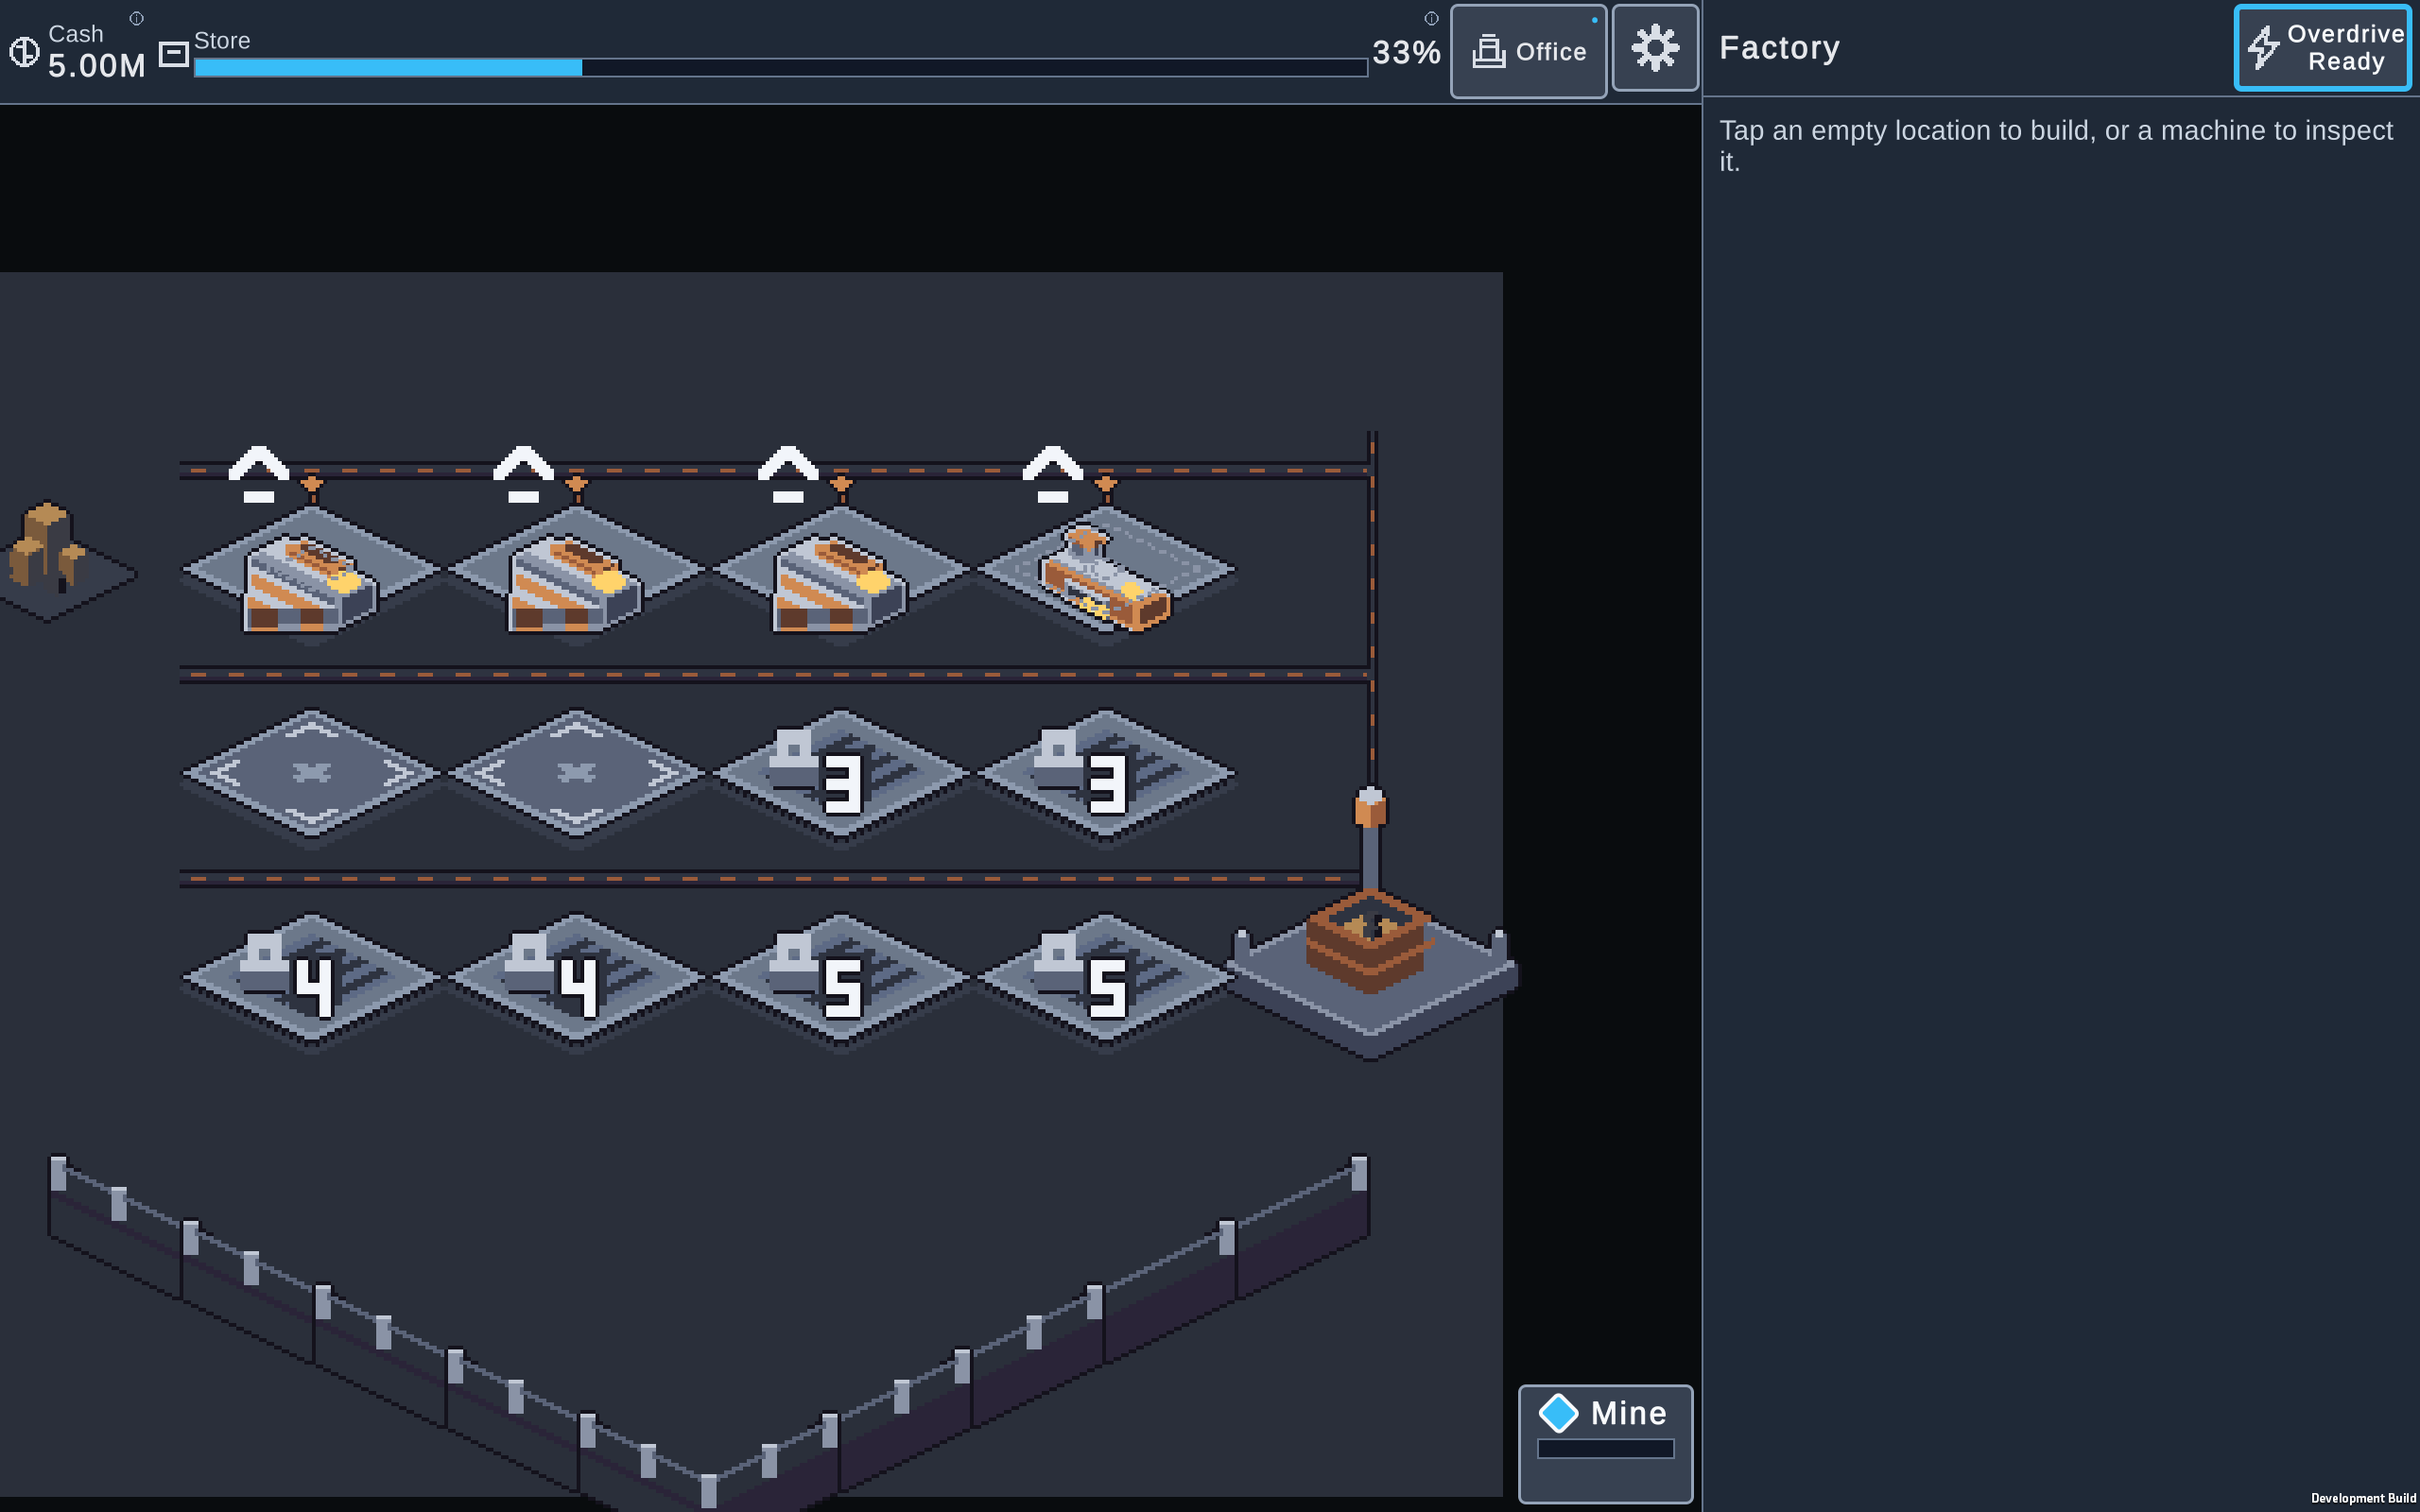 Cash
5.00M
Store
33%
Office
Factory
Overdrive
Ready
Tap an empty location to build, or a machine to inspect
it.
3
3
4
4
5
5
Mine
Development Build